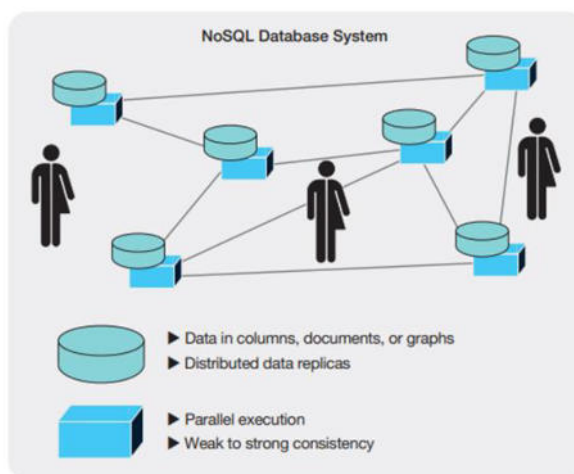 NoSQL Database System
▶ Data in columns, documents, or graphs
▶ Distributed data replicas
▶ Parallel execution
▶ Weak to strong consistency